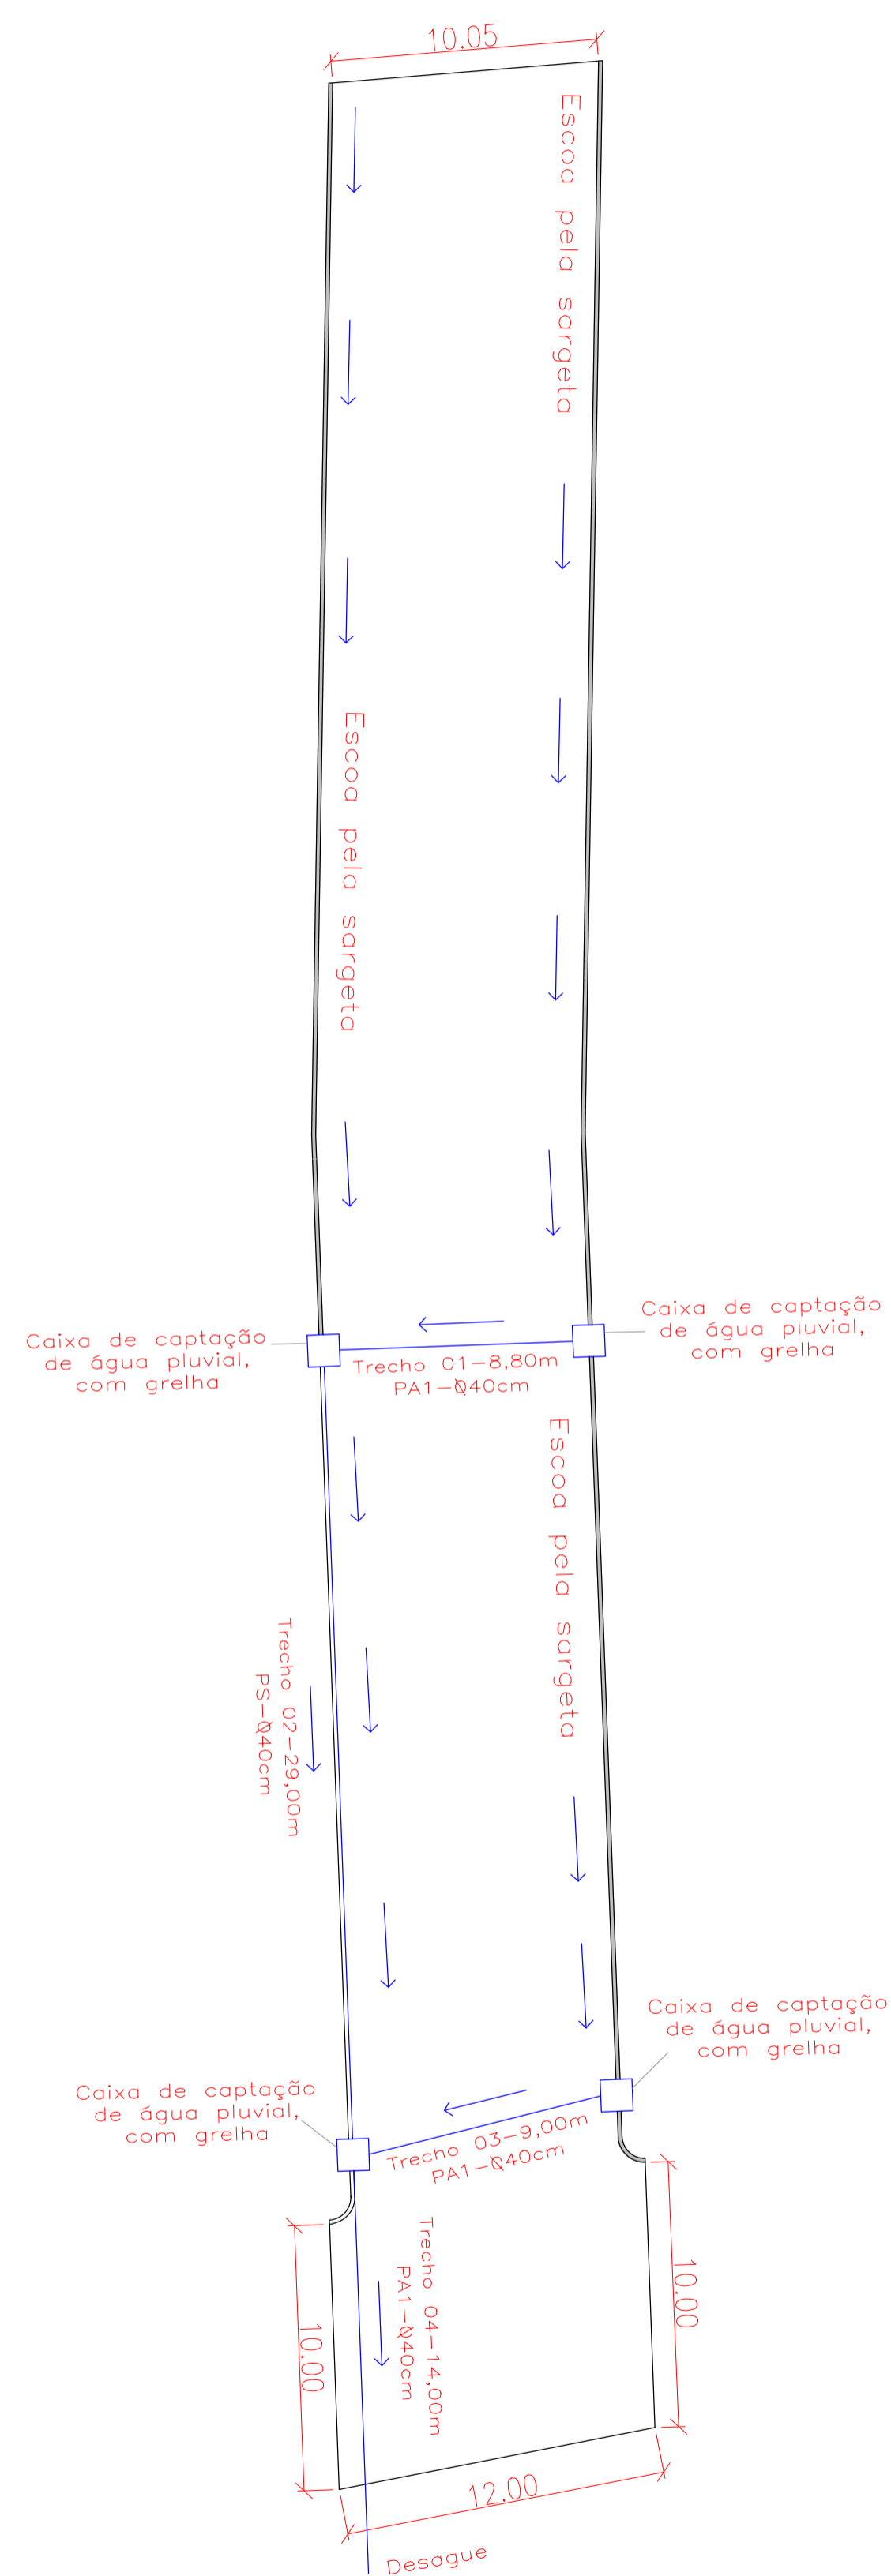 10.05
Escoa pela sargeta
Escoa pela sargeta
Caixa de captação
de água pluvial,
com grelha
Caixa de captação
de água pluvial,
com grelha
Trecho 01-8,80m
PA1-Ø40cm
Escoa pela sargeta
Trecho 02-29,00m
PS-Ø40cm
Caixa de captação
de água pluvial,
com grelha
Caixa de captação
de água pluvial,
com grelha
Trecho 03-9,00m
PA1-Ø40cm
Trecho 04-14,00m
PA1-Ø40cm
10.00
10.00
12.00
Desague